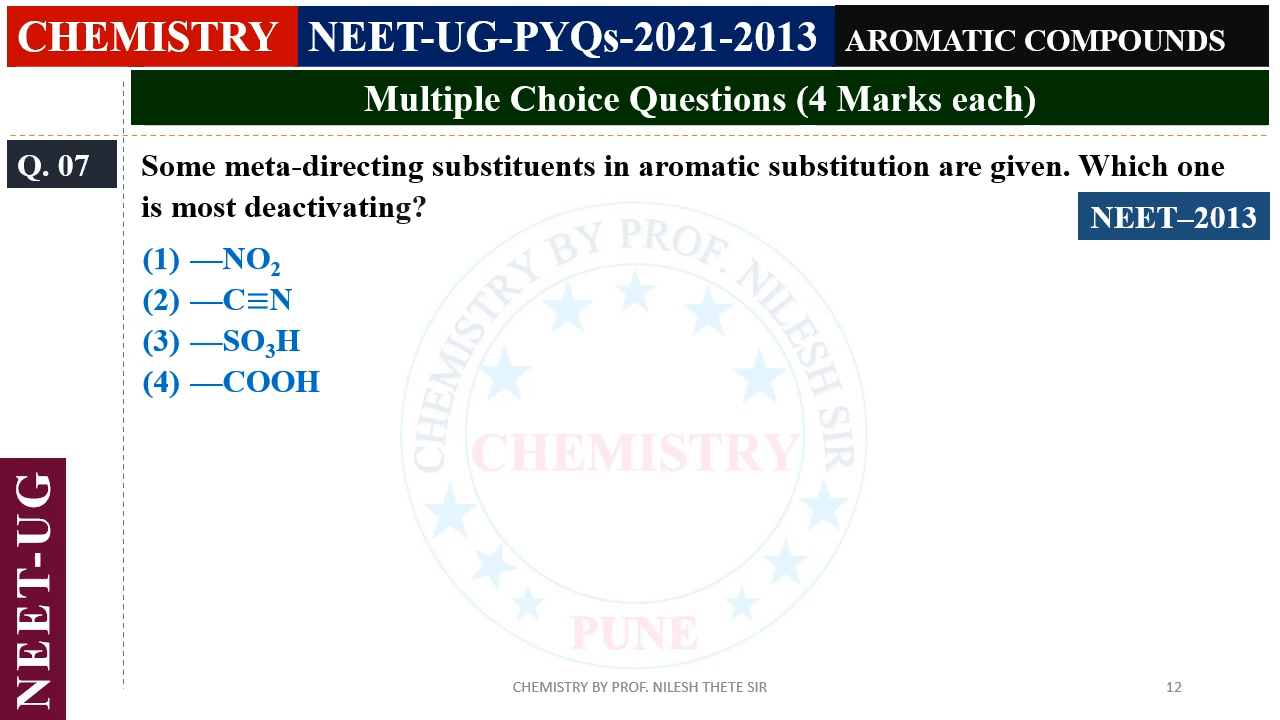 CHEMISTRY NEET-UG-PYQs-2021-2013 AROMATIC COMPOUNDS
Multiple Choice Questions (4 Marks each)
Q. 07 Some meta-directing substituents in aromatic substitution are given. Which one
is most deactivating?
NEET–2013
(1) —NO₂
(2) —C≡N
(3) —SO₃H
(4) —COOH
CHEMISTRY BY PROF. NILESH SIR
CHEMISTRY
PUNE
NEET-UG
CHEMISTRY BY PROF. NILESH THETE SIR 12